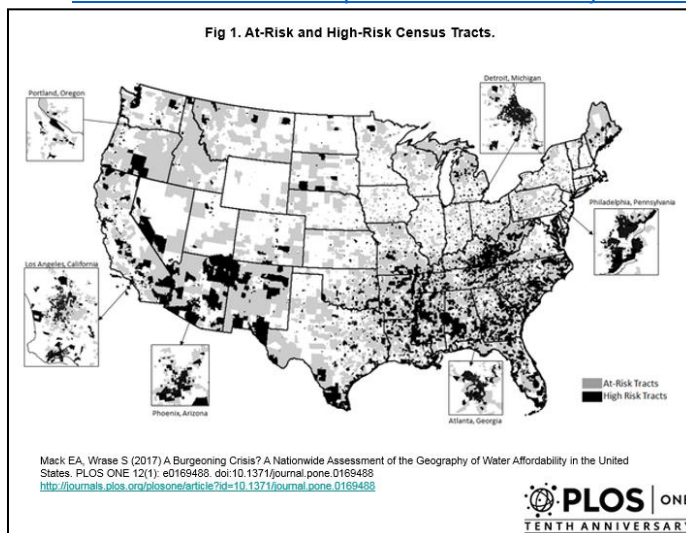 Fig 1. At-Risk and High-Risk Census Tracts.
Portland, Oregon
Detroit, Michigan
Philadelphia, Pennsylvania
Los Angeles, California
Phoenix, Arizona
Atlanta, Georgia
At-Risk Tracts
High Risk Tracts
Mack EA, Wrase S (2017) A Burgeoning Crisis? A Nationwide Assessment of the Geography of Water Affordability in the United
States. PLOS ONE 12(1): e0169488. doi:10.1371/journal.pone.0169488
http://journals.plos.org/plosone/article?id=10.1371/journal.pone.0169488
PLOS | ONE
TENTH ANNIVERSARY